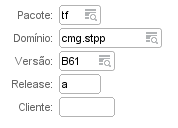 Pacote: tf
Domínio: cmg.stpp
Versão: B61
Release: a
Cliente: